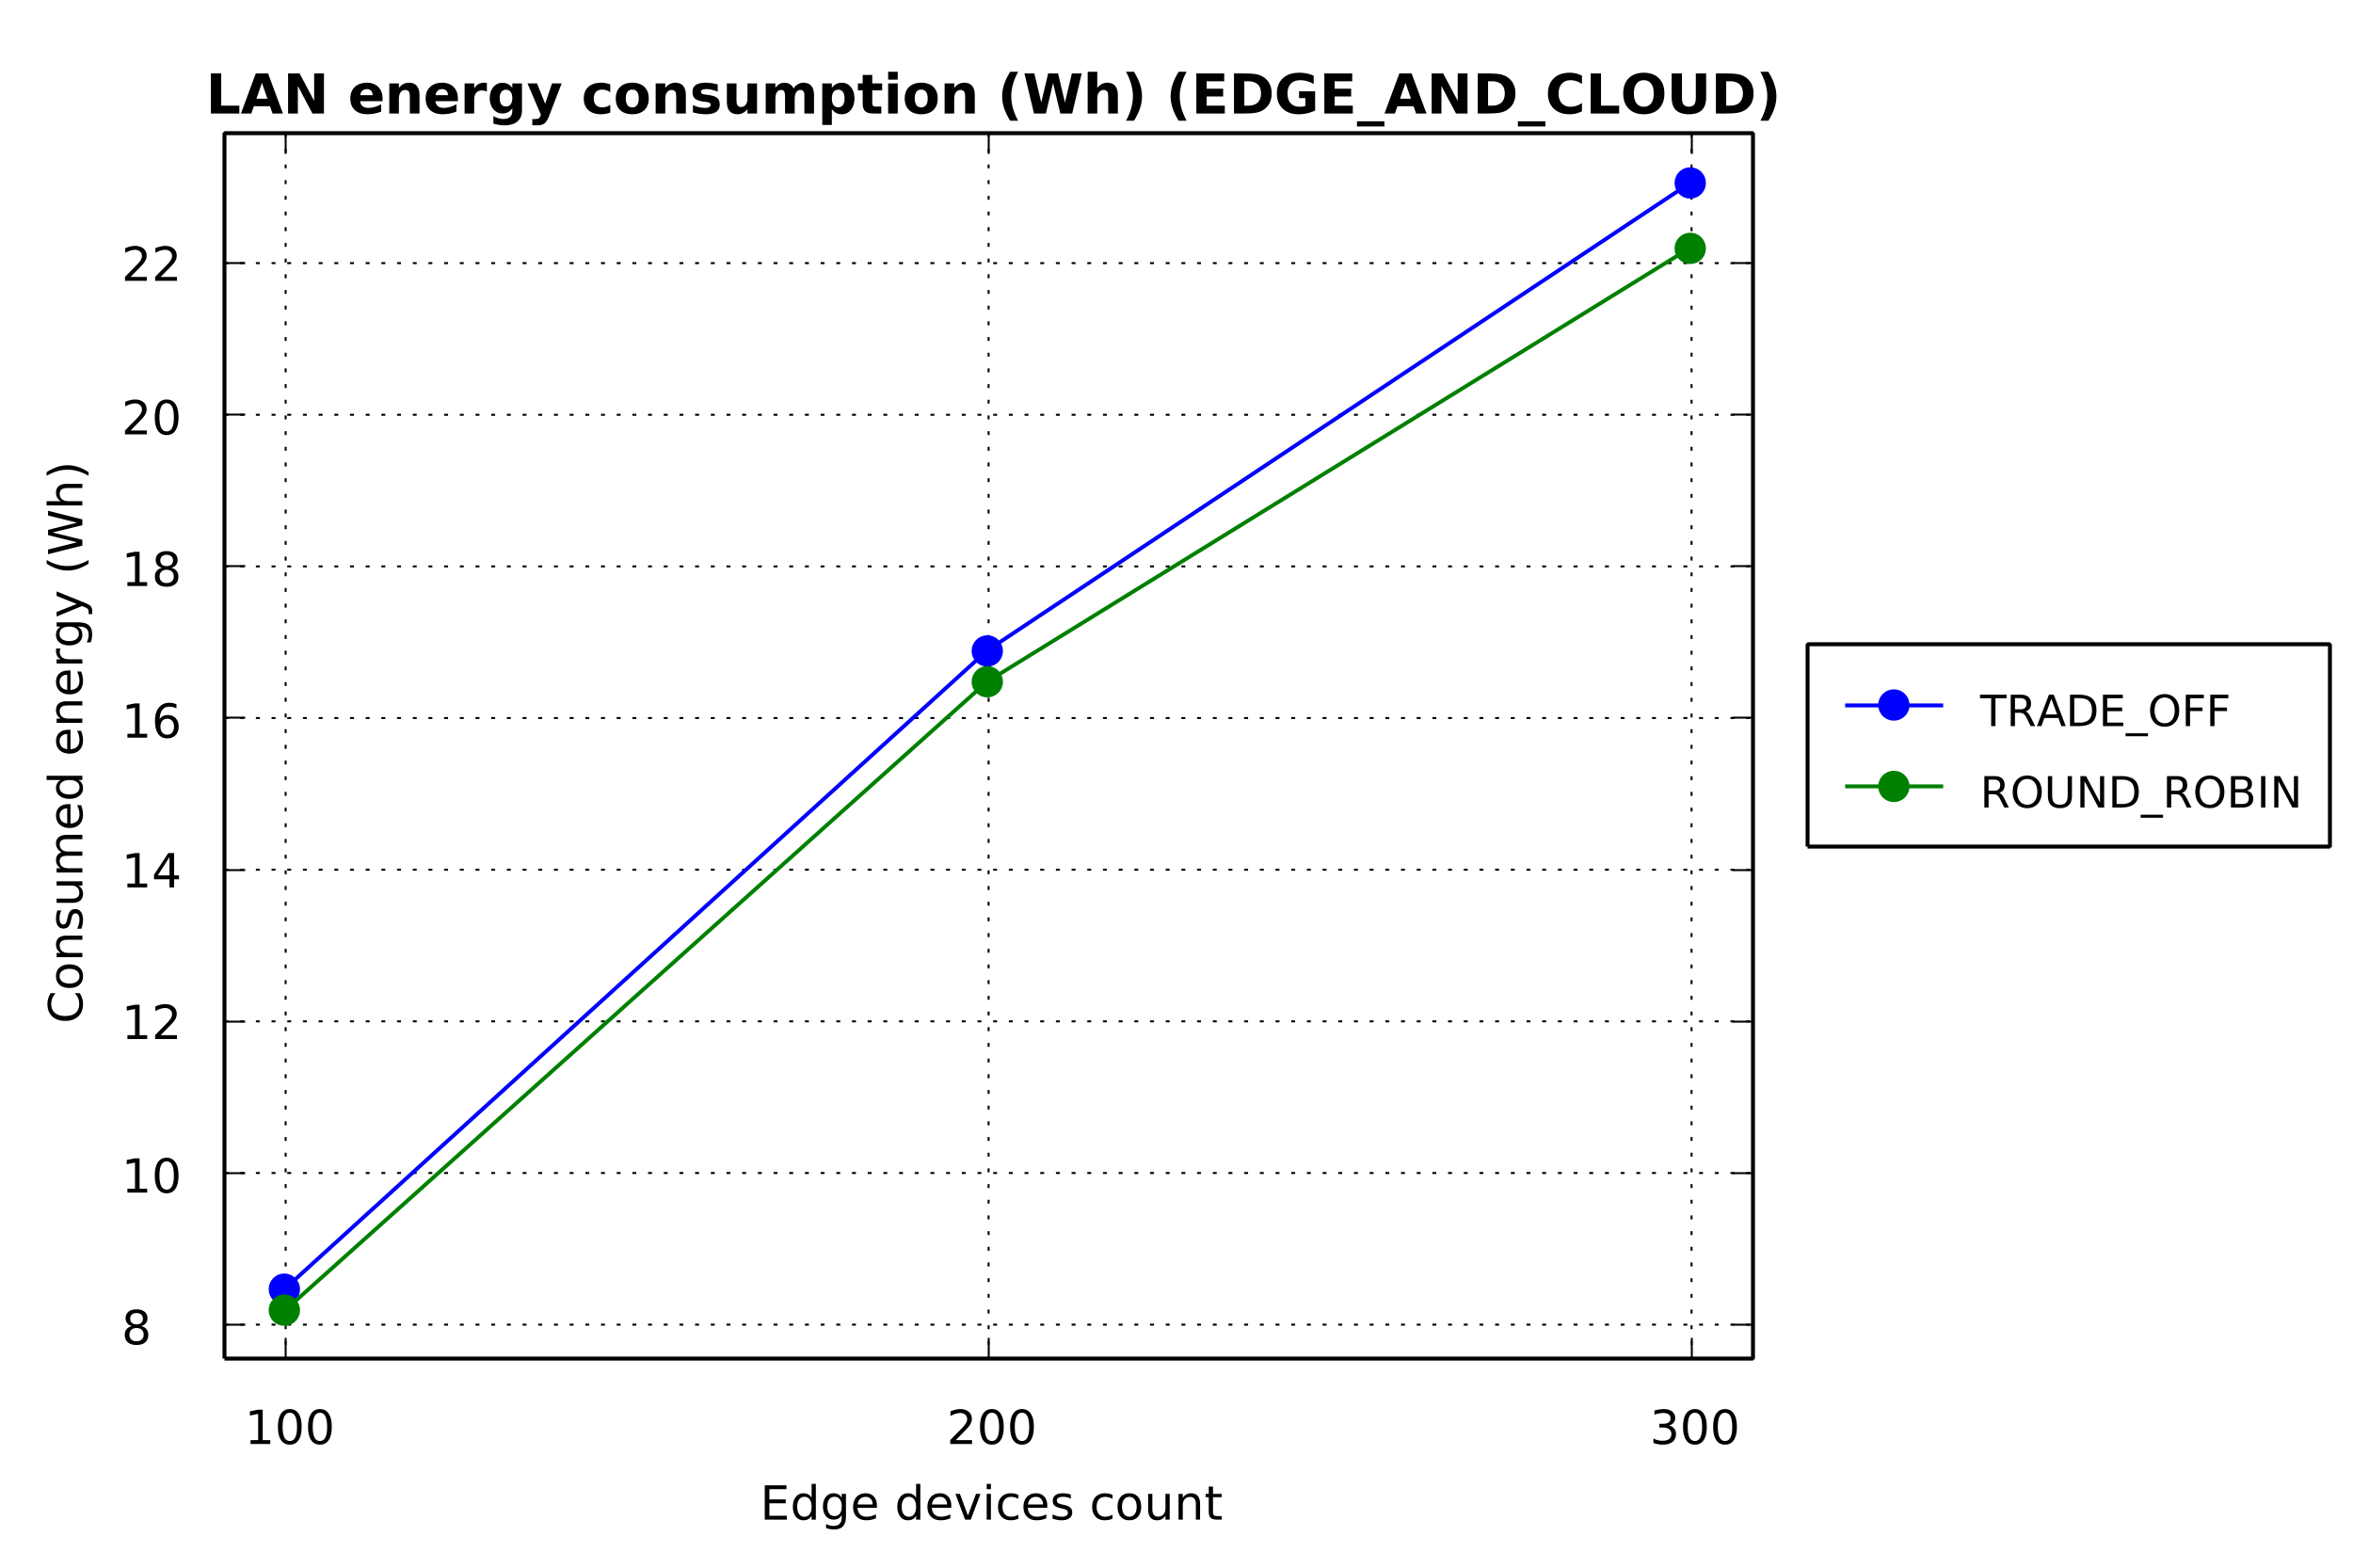 LAN energy consumption (Wh) (EDGE_AND_CLOUD)
Consumed energy (Wh)
22
20
18
16
14
12
10
8
TRADE_OFF
ROUND_ROBIN
100
200
300
Edge devices count